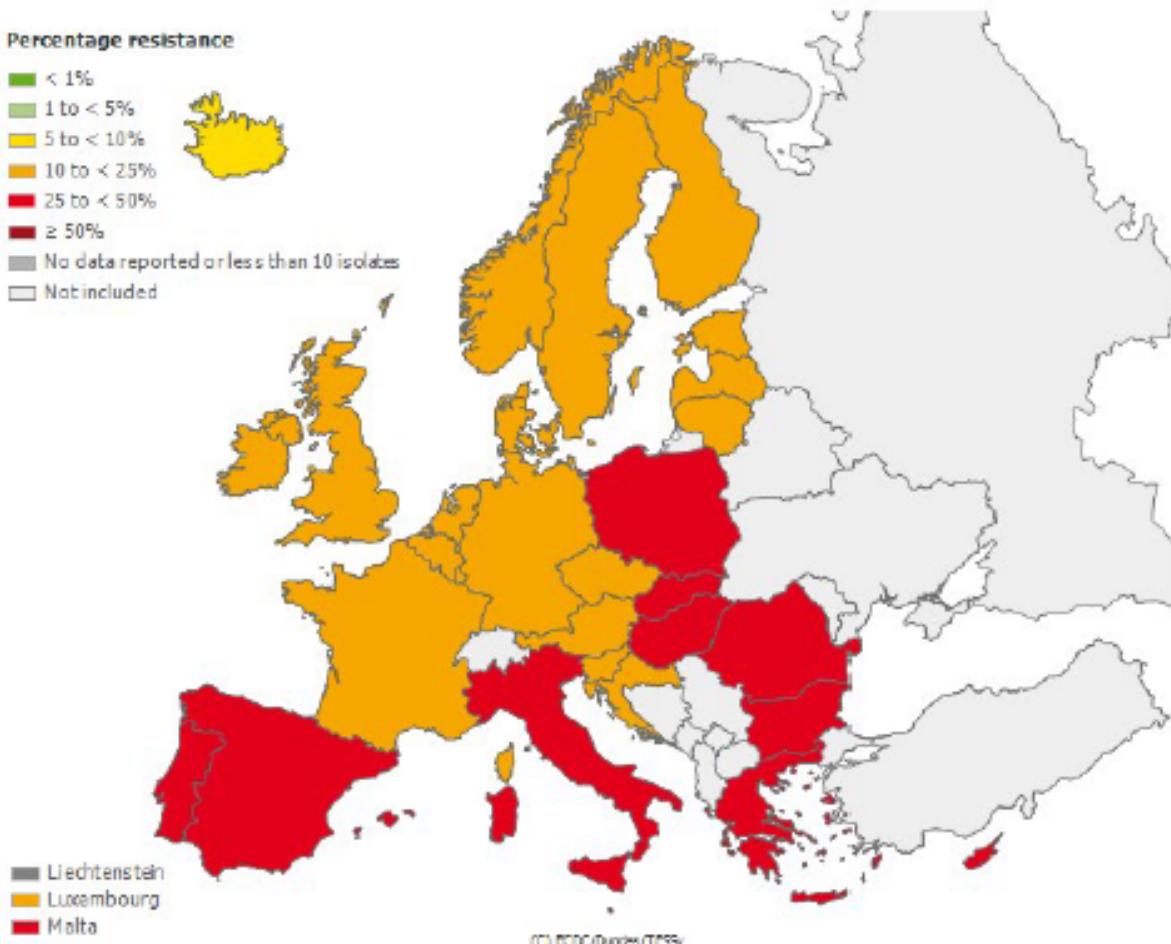 Percentage resistance
< 1%
1 to < 5%
5 to < 10%
10 to < 25%
25 to < 50%
≥ 50%
No data reported or less than 10 isolates
Not included
Liechtenstein
Luxembourg
Malta